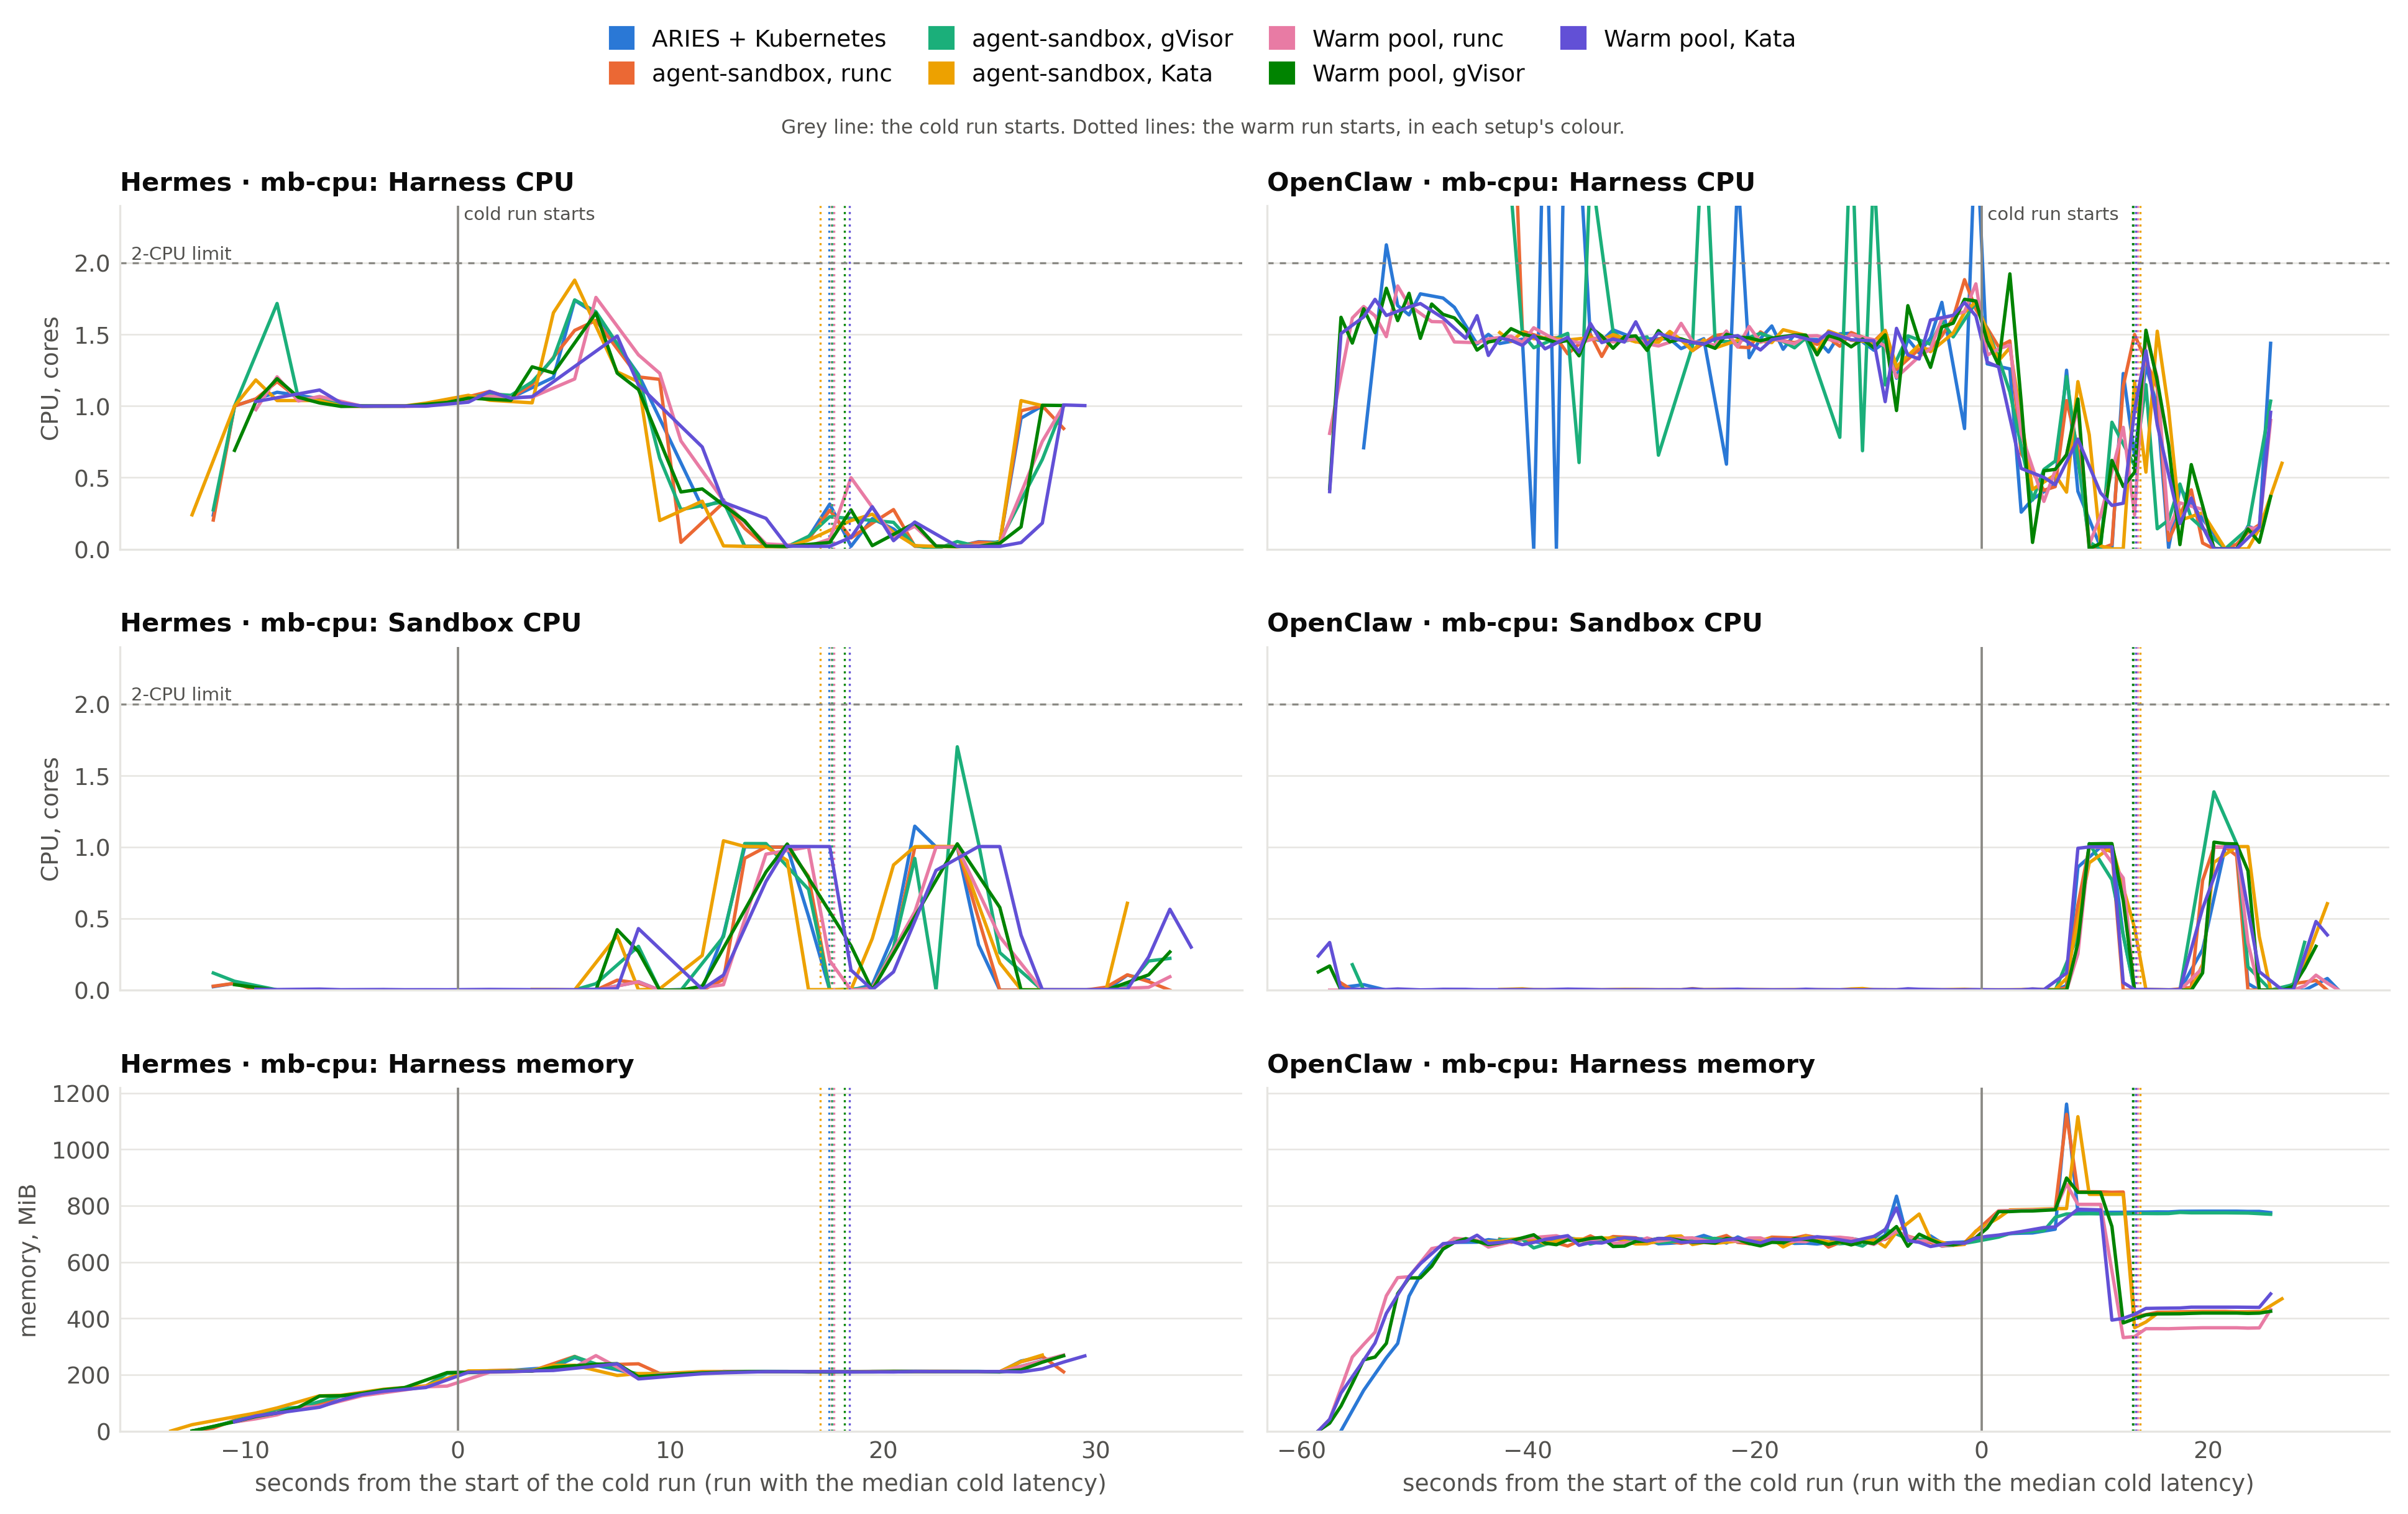 ARIES + Kubernetes
agent-sandbox, runc
agent-sandbox, gVisor
agent-sandbox, Kata
Warm pool, runc
Warm pool, gVisor
Warm pool, Kata
Grey line: the cold run starts. Dotted lines: the warm run starts, in each setup's colour.
Hermes · mb-cpu: Harness CPU
CPU, cores
2.0
1.5
1.0
0.5
0.0
2-CPU limit
cold run starts
OpenClaw · mb-cpu: Harness CPU
cold run starts
Hermes · mb-cpu: Sandbox CPU
CPU, cores
2.0
1.5
1.0
0.5
0.0
2-CPU limit
OpenClaw · mb-cpu: Sandbox CPU
Hermes · mb-cpu: Harness memory
memory, MiB
1200
1000
800
600
400
200
0
−10 0 10 20 30
seconds from the start of the cold run (run with the median cold latency)
OpenClaw · mb-cpu: Harness memory
−60 −40 −20 0 20
seconds from the start of the cold run (run with the median cold latency)